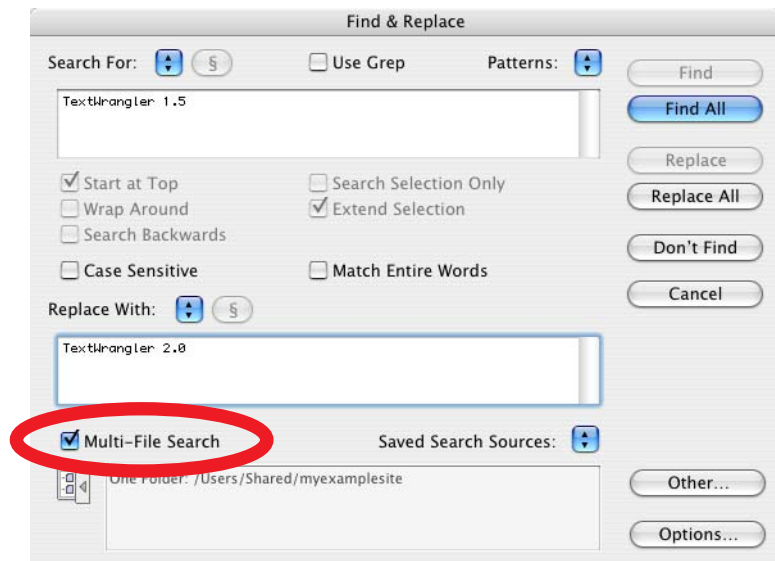 Find & Replace
Search For: § Use Grep Patterns:
Find
TextWrangler 1.5
Find All
Replace
Start at Top Search Selection Only
Replace All
Wrap Around Extend Selection
Search Backwards
Don't Find
Case Sensitive Match Entire Words
Cancel
Replace With: §
TextWrangler 2.0
Multi-File Search Saved Search Sources:
One Folder: /Users/Shared/myexamplesite
Other...
Options...